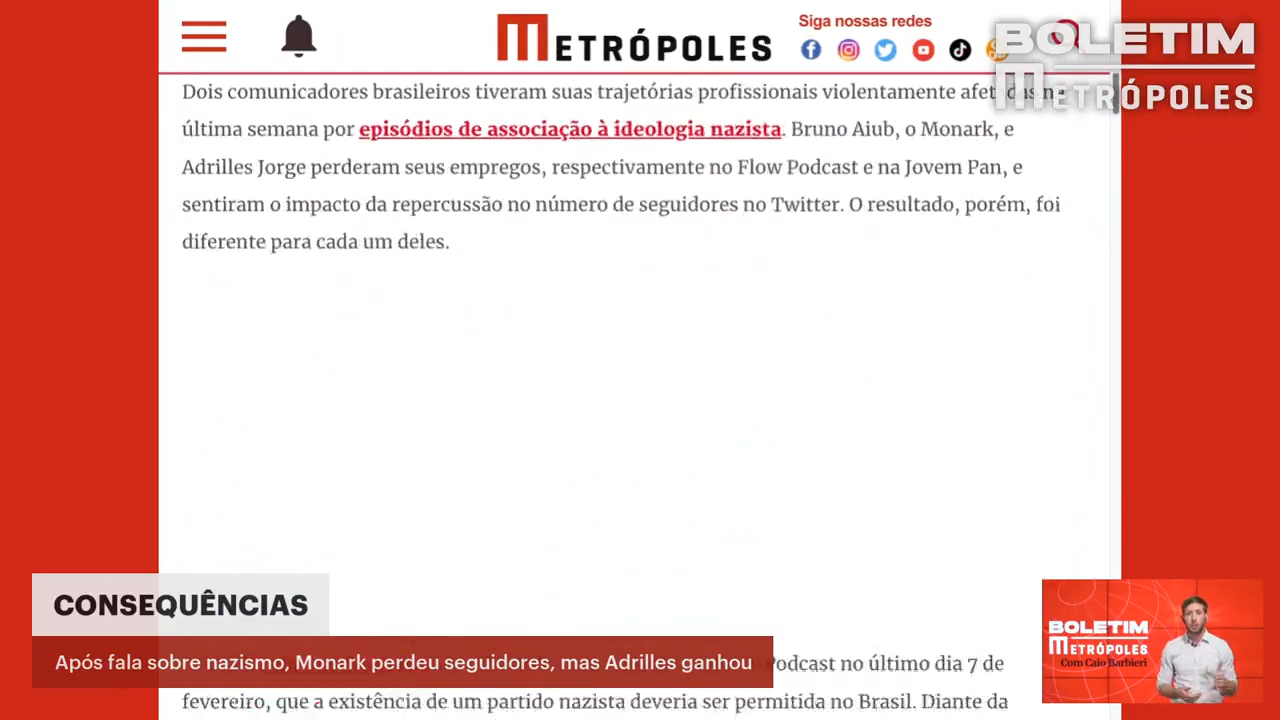 METRÓPOLES
Siga nossas redes
BOLETIM
METRÓPOLES
Dois comunicadores brasileiros tiveram suas trajetórias profissionais violentamente
última semana por episódios de associação à ideologia nazista. Bruno Aiub, o Monark, e
Adrilles Jorge perderam seus empregos, respectivamente no Flow Podcast e na Jovem Pan, e
sentiram o impacto da repercussão no número de seguidores no Twitter. O resultado, porém, foi
diferente para cada um deles.
CONSEQUÊNCIAS
Após fala sobre nazismo, Monark perdeu seguidores, mas Adrilles ganhou
Podcast no último dia 7 de
fevereiro, que a existência de um partido nazista deveria ser permitida no Brasil. Diante da
BOLETIM
METRÓPOLES
Com Caio Barbieri